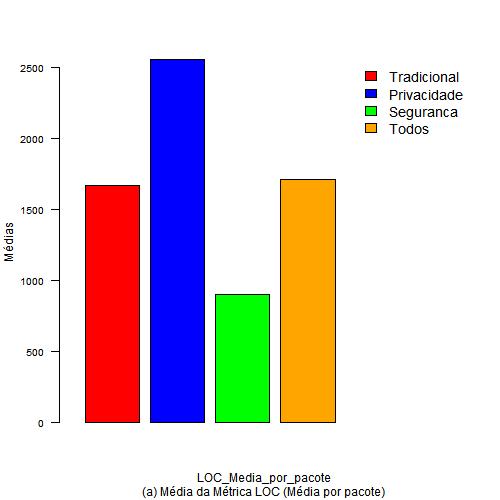 Médias
2500
2000
1500
1000
500
0
Tradicional
Privacidade
Seguranca
Todos
LOC_Media_por_pacote
(a) Média da Métrica LOC (Média por pacote)